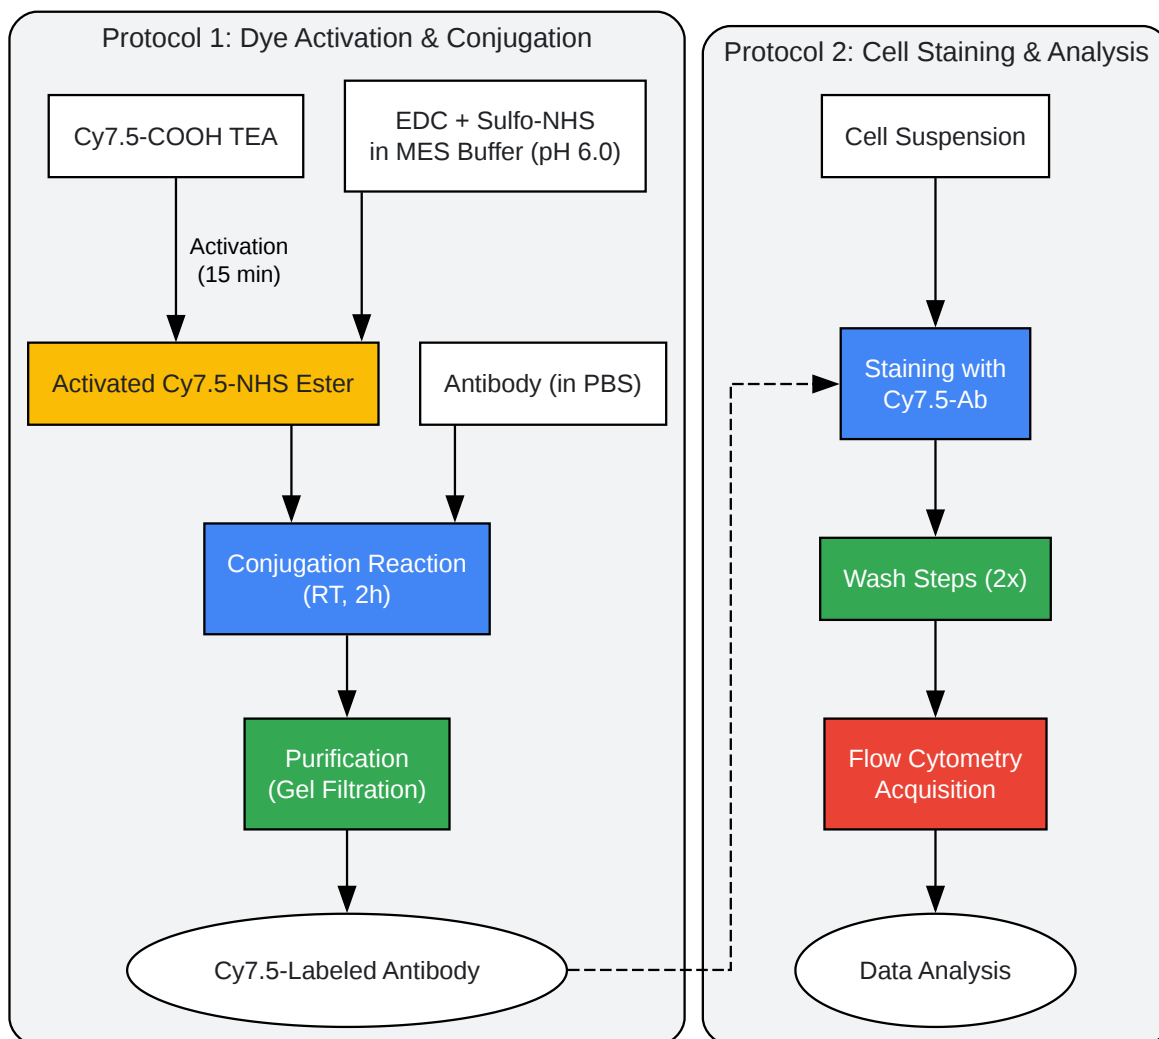 Protocol 1: Dye Activation & Conjugation
Cy7.5-COOH TEA
EDC + Sulfo-NHS
in MES Buffer (pH 6.0)
Activation
(15 min)
Activated Cy7.5-NHS Ester
Antibody (in PBS)
Conjugation Reaction
(RT, 2h)
Purification
(Gel Filtration)
Cy7.5-Labeled Antibody
Protocol 2: Cell Staining & Analysis
Cell Suspension
Staining with
Cy7.5-Ab
Wash Steps (2x)
Flow Cytometry
Acquisition
Data Analysis